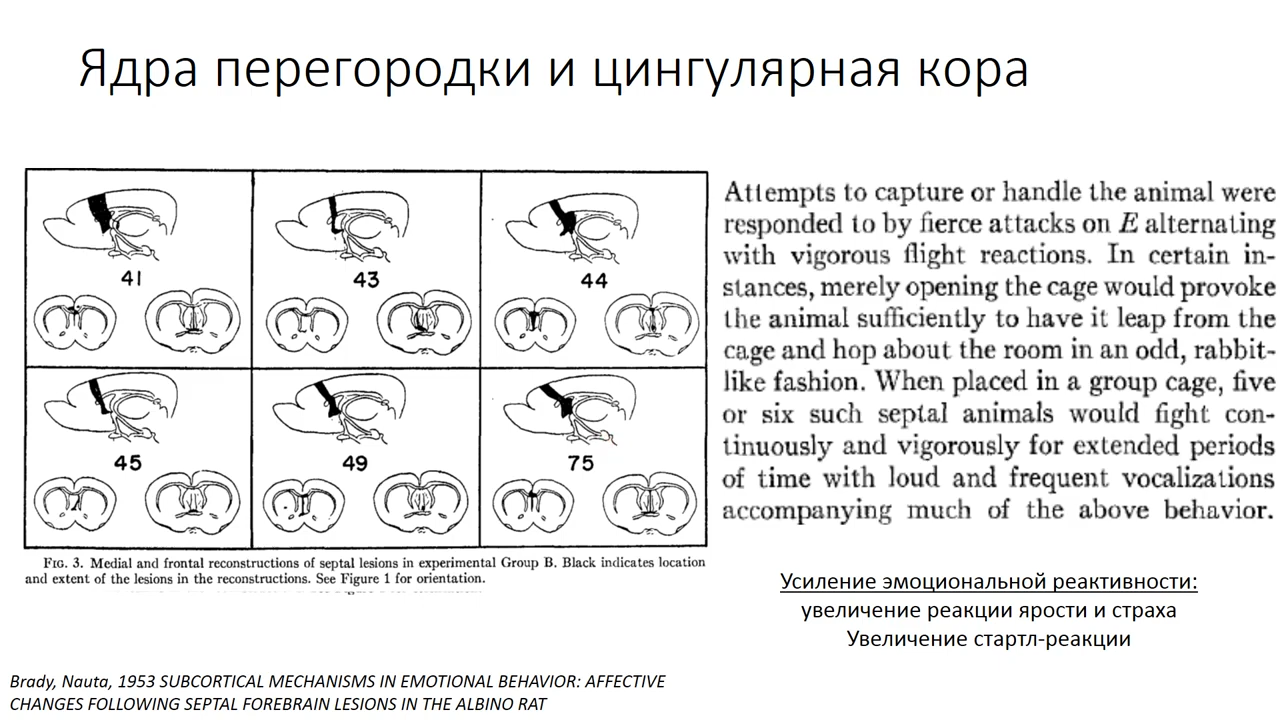 Ядра перегородки и цингулярная кора
41
43
44
45
49
75
FIG. 3. Medial and frontal reconstructions of septal lesions in experimental Group B. Black indicates location
and extent of the lesions in the reconstructions. See Figure 1 for orientation.
Attempts to capture or handle the animal were
responded to by fierce attacks on E alternating
with vigorous flight reactions. In certain in-
stances, merely opening the cage would provoke
the animal sufficiently to have it leap from the
cage and hop about the room in an odd, rabbit-
like fashion. When placed in a group cage, five
or six such septal animals would fight con-
tinuously and vigorously for extended periods
of time with loud and frequent vocalizations
accompanying much of the above behavior.
Усиление эмоциональной реактивности:
увеличение реакции ярости и страха
Увеличение стартл-реакции
Brady, Nauta, 1953 SUBCORTICAL MECHANISMS IN EMOTIONAL BEHAVIOR: AFFECTIVE
CHANGES FOLLOWING SEPTAL FOREBRAIN LESIONS IN THE ALBINO RAT